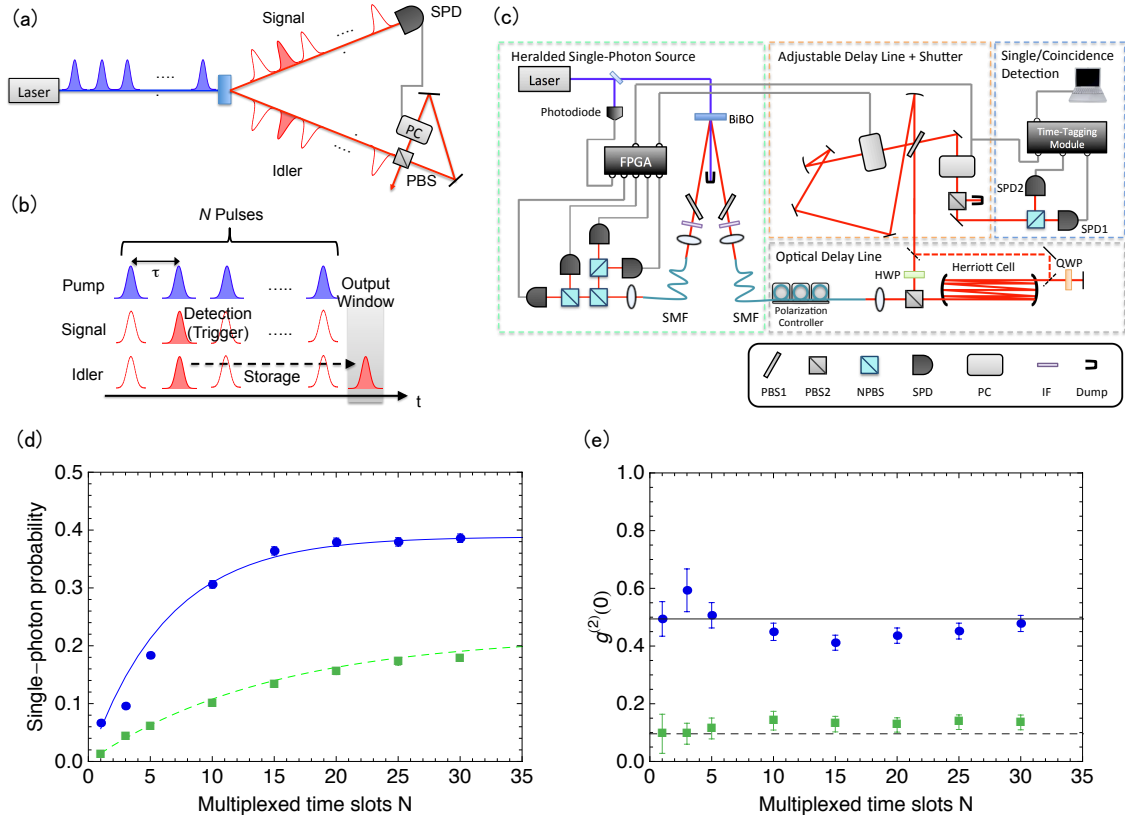 (a)
Signal
SPD
Laser
....
PC
PBS
Idler
(b)
N Pulses
τ
Pump
.....
Output
Window
Signal
Detection
(Trigger)
.....
Idler
Storage
t
(c)
Heralded Single-Photon Source
Laser
Photodiode
BiBO
FPGA
SMF
SMF
Adjustable Delay Line + Shutter
Single/Coincidence
Detection
Time-Tagging
Module
SPD2
SPD1
Optical Delay Line
HWP
Herriott Cell
QWP
Polarization
Controller
PBS1
PBS2
NPBS
SPD
PC
IF
Dump
(d)
0.5
0.4
0.3
0.2
0.1
0.0
0
5
10
15
20
25
30
35
Single-photon probability
Multiplexed time slots N
(e)
1.0
0.8
0.6
0.4
0.2
0.0
0
5
10
15
20
25
30
35
g(2)(0)
Multiplexed time slots N